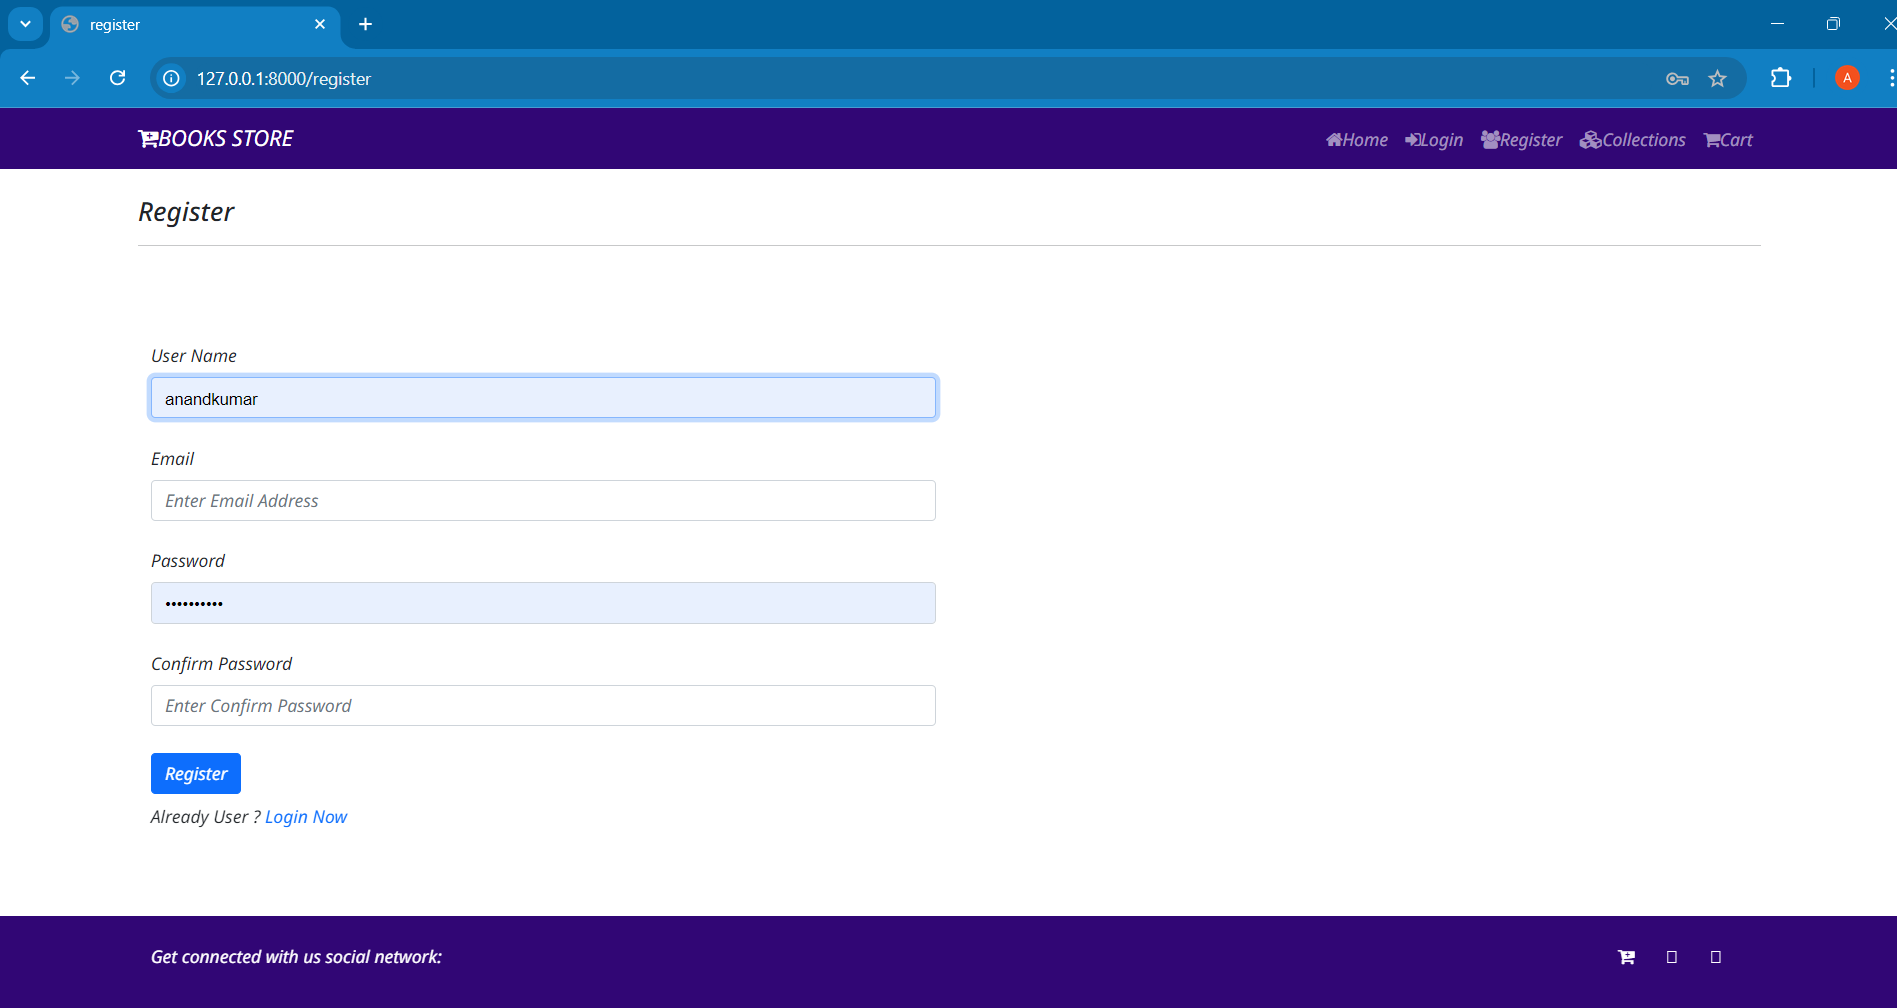 register
127.0.0.1:8000/register
A
BOOKS STORE
Home Login Register Collections Cart
Register
User Name
anandkumar
Email
Enter Email Address
Password
••••••••••
Confirm Password
Enter Confirm Password
Register
Already User ? Login Now
Get connected with us social network: